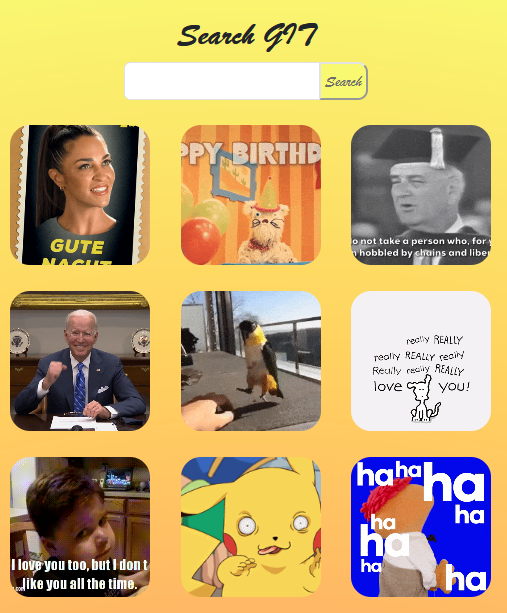 Search GIT
Search
PPY BIRTHD
GUTE
NACHT
o not take a person who, for y
hobbled by chains and liber
really REALLY
really REALLY really
Really really REALLY
love you!
I love you too, but I don t
like you all the time.
ha ha ha
ha
ha
ha
ha
ha